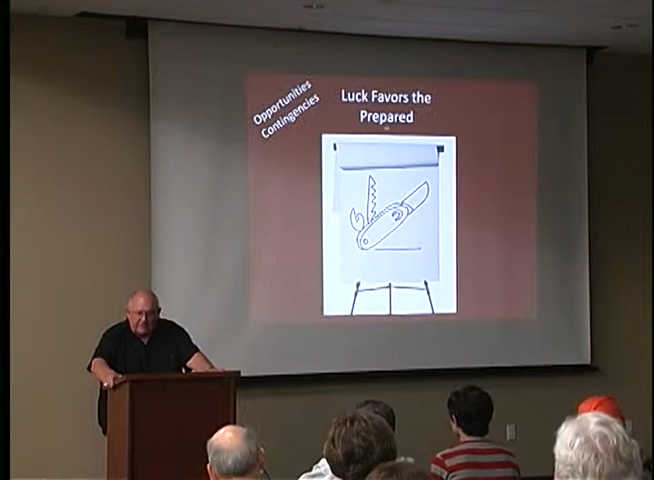 Opportunities
Contingencies
Luck Favors the
Prepared